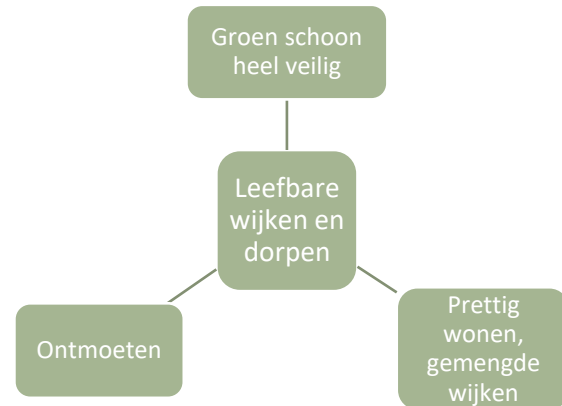 Groen schoon
heel veilig
Leefbare
wijken en
dorpen
Ontmoeten
Prettig
wonen,
gemengde
wijken